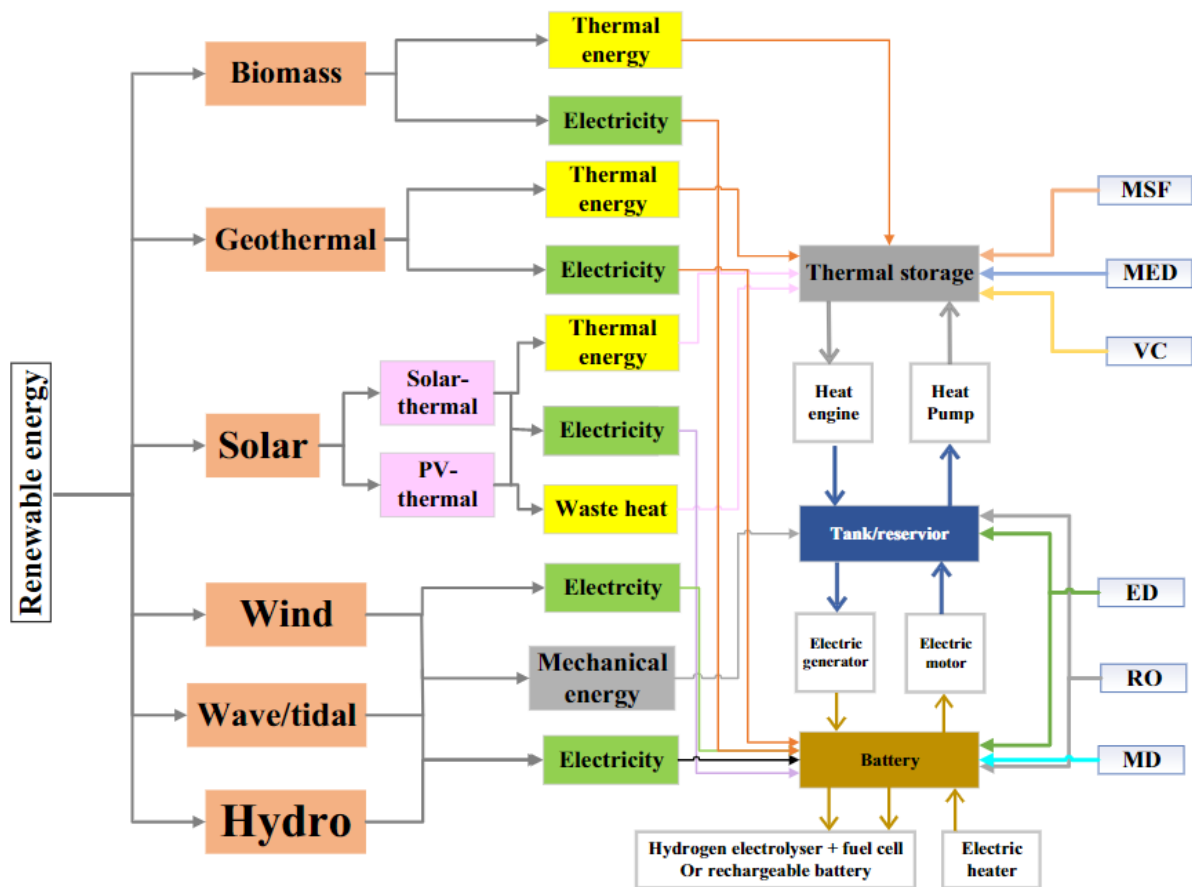 Renewable energy
Biomass
Geothermal
Solar
Wind
Wave/tidal
Hydro
Solar-
thermal
PV-
thermal
Thermal
energy
Electricity
Thermal
energy
Electricity
Thermal
energy
Electricity
Waste heat
Electrcity
Mechanical
energy
Electricity
Thermal storage
Heat
engine
Heat
Pump
Tank/reservior
Electric
generator
Electric
motor
Battery
Hydrogen electrolyser + fuel cell
Or rechargeable battery
Electric
heater
MSF
MED
VC
ED
RO
MD